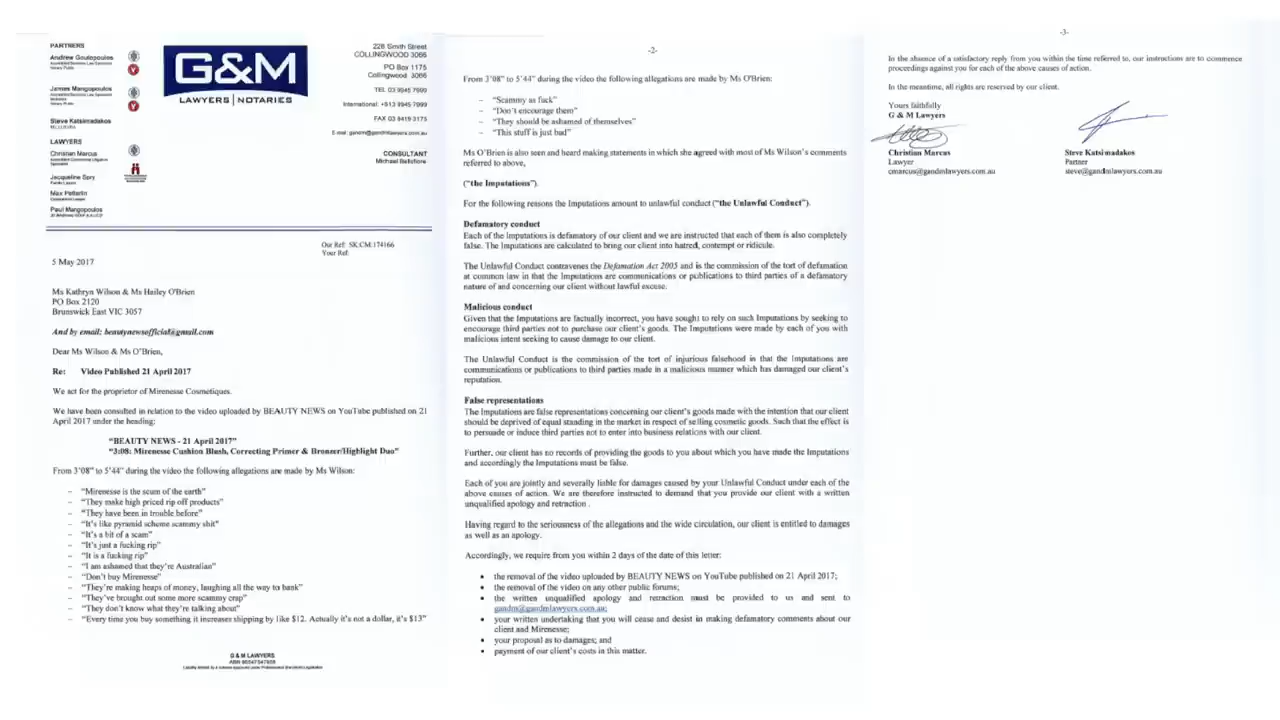 PARTNERS
Andrew Goutopoulos
James Mangopoulos
Steve Katsimadakos
LAWYERS
Christian Marcus
Jacqueline Spry
Max Petterlin
Paul Mangopoulos
G&M
LAWYERS | NOTARIES
228 Smith Street
COLLINGWOOD 3066
PO Box 1175
Collingwood 3066
TEL 03 9945 7999
International: +613 9945 7999
FAX 03 8419 3175
E-mail: gandm@gandmlawyers.com.au
CONSULTANT
Michael Bellofiore
Our Ref: SK:CM:174166
Your Ref:
5 May 2017
Ms Kathryn Wilson & Ms Hailey O'Brien
PO Box 2120
Brunswick East VIC 3057
And by email: beautynewsofficial@gmail.com
Dear Ms Wilson & Ms O'Brien,
Re: Video Published 21 April 2017
We act for the proprietor of Mirenesse Cosmetiques.
We have been consulted in relation to the video uploaded by BEAUTY NEWS on YouTube published on 21
April 2017 under the heading:
"BEAUTY NEWS - 21 April 2017"
"3:08: Mirenesse Cushion Blush, Correcting Primer & Bronzer/Highlight Duo"
From 3'08" to 5'44" during the video the following allegations are made by Ms Wilson:
– "Mirenesse is the scum of the earth"
– "They make high priced rip off products"
– "They have been in trouble before"
– "It's like pyramid scheme scammy shit"
– "It's a bit of a scam"
– "It's just a fucking rip"
– "It is a fucking rip"
– "I am ashamed that they're Australian"
– "Don't buy Mirenesse"
– "They're making heaps of money, laughing all the way to bank"
– "They've brought out some more scammy crap"
– "They don't know what they're talking about"
– "Every time you buy something it increases shipping by like $12. Actually it's not a dollar, it's $13"
G & M LAWYERS
-2-
From 3'08" to 5'44" during the video the following allegations are made by Ms O'Brien:
– "Scammy as fuck"
– "Don't encourage them"
– "They should be ashamed of themselves"
– "This stuff is just bad"
Ms O'Brien is also seen and heard making statements in which she agreed with most of Ms Wilson's comments
referred to above,
("the Imputations").
For the following reasons the Imputations amount to unlawful conduct ("the Unlawful Conduct").
Defamatory conduct
Each of the Imputations is defamatory of our client and we are instructed that each of them is also completely
false. The Imputations are calculated to bring our client into hatred, contempt or ridicule.
The Unlawful Conduct contravenes the Defamation Act 2005 and is the commission of the tort of defamation
at common law in that the Imputations are communications or publications to third parties of a defamatory
nature of and concerning our client without lawful excuse.
Malicious conduct
Given that the Imputations are factually incorrect, you have sought to rely on such Imputations by seeking to
encourage third parties not to purchase our client's goods. The Imputations were made by each of you with
malicious intent seeking to cause damage to our client.
The Unlawful Conduct is the commission of the tort of injurious falsehood in that the Imputations are
communications or publications to third parties made in a malicious manner which has damaged our client's
reputation.
False representations
The Imputations are false representations concerning our client's goods made with the intention that our client
should be deprived of equal standing in the market in respect of selling cosmetic goods. Such that the effect is
to persuade or induce third parties not to enter into business relations with our client.
Further, our client has no records of providing the goods to you about which you have made the Imputations
and accordingly the Imputations must be false.
Each of you are jointly and severally liable for damages caused by your Unlawful Conduct under each of the
above causes of action. We are therefore instructed to demand that you provide our client with a written
unqualified apology and retraction .
Having regard to the seriousness of the allegations and the wide circulation, our client is entitled to damages
as well as an apology.
Accordingly, we require from you within 2 days of the date of this letter:
• the removal of the video uploaded by BEAUTY NEWS on YouTube published on 21 April 2017;
• the removal of the video on any other public forums;
• the written unqualified apology and retraction must be provided to us and sent to
gandm@gandmlawyers.com.au;
• your written undertaking that you will cease and desist in making defamatory comments about our
client and Mirenesse;
• your proposal as to damages; and
• payment of our client's costs in this matter.
-3-
In the absence of a satisfactory reply from you within the time referred to, our instructions are to commence
proceedings against you for each of the above causes of action.
In the meantime, all rights are reserved by our client.
Yours faithfully
G & M Lawyers
Christian Marcus
Lawyer
cmarcus@gandmlawyers.com.au
Steve Katsimadakos
Partner
steve@gandmlawyers.com.au